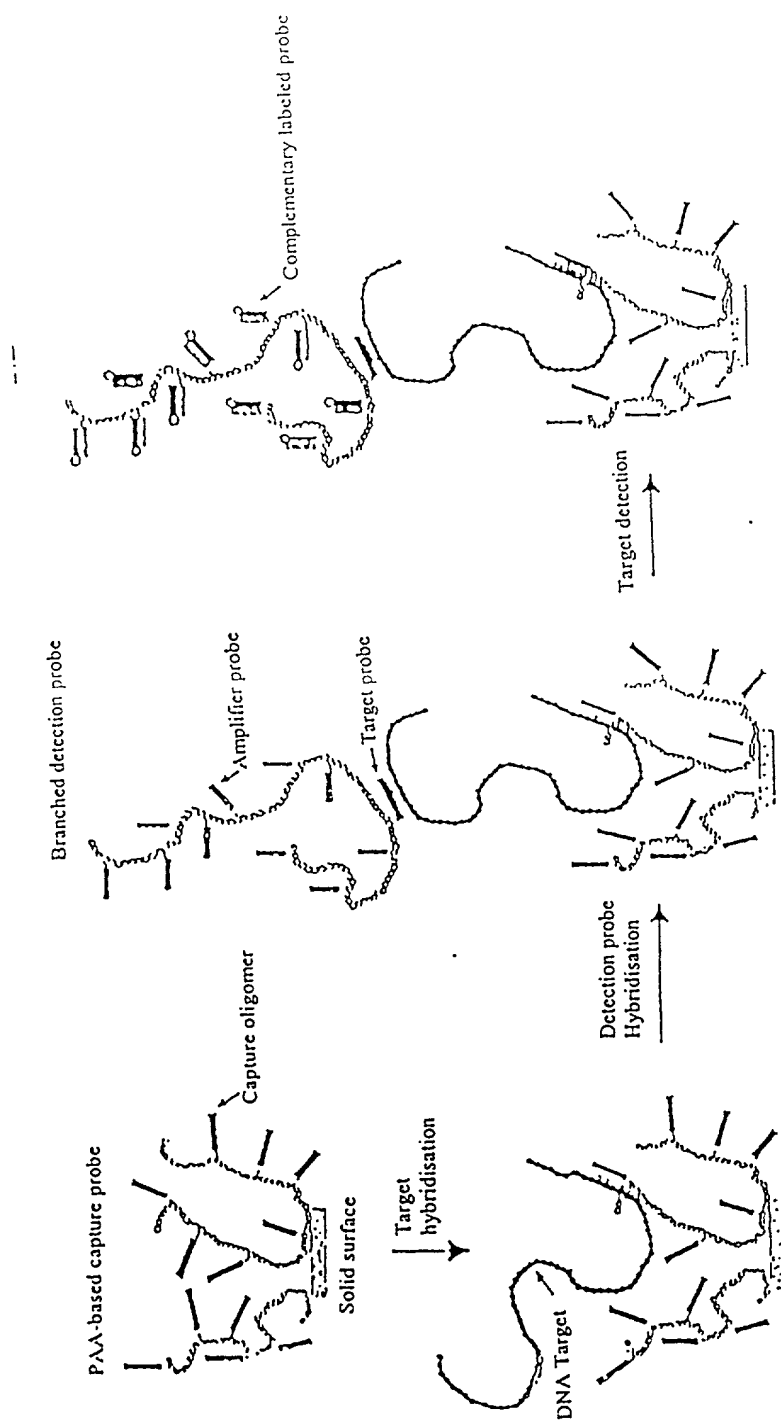 PAA-based capture probe
Capture oligomer
Solid surface
Target
hybridisation
DNA Target
Detection probe
Hybridisation
Branched detection probe
Amplifier probe
Target probe
Target detection
Complementary labeled probe